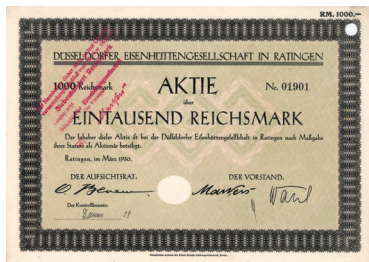 RM. 1000.—
DÜSSELDORFER EISENHÜTTENGESELLSCHAFT IN RATINGEN
1000 Reichsmark AKTIE Nr. 01901
über
EINTAUSEND REICHSMARK
Der Inhaber dieser Aktie ist bei der Düsseldorfer Eisenhüttengesellschaft in Ratingen nach Maßgabe
ihres Statuts als Aktionär beteiligt.
Ratingen, im März 1930.
DER AUFSICHTSRAT: DER VORSTAND:
Der Kontrollbeamte: